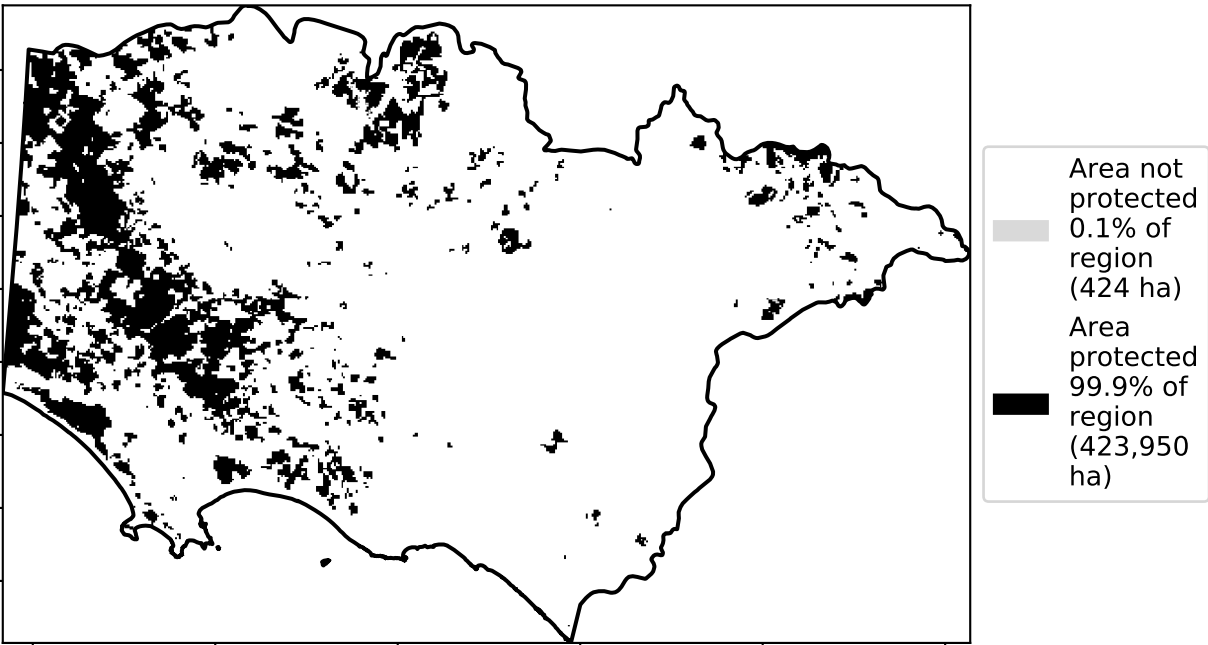 Area not
protected
0.1% of
region
(424 ha)
Area
protected
99.9% of
region
(423,950
ha)